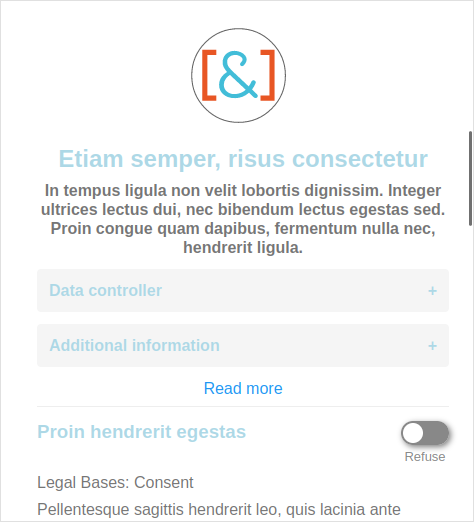 [&]
Etiam semper, risus consectetur
In tempus ligula non velit lobortis dignissim. Integer
ultrices lectus dui, nec bibendum lectus egestas sed.
Proin congue quam dapibus, fermentum nulla nec,
hendrerit ligula.
Data controller +
Additional information +
Read more
Proin hendrerit egestas
Refuse
Legal Bases: Consent
Pellentesque sagittis hendrerit leo, quis lacinia ante